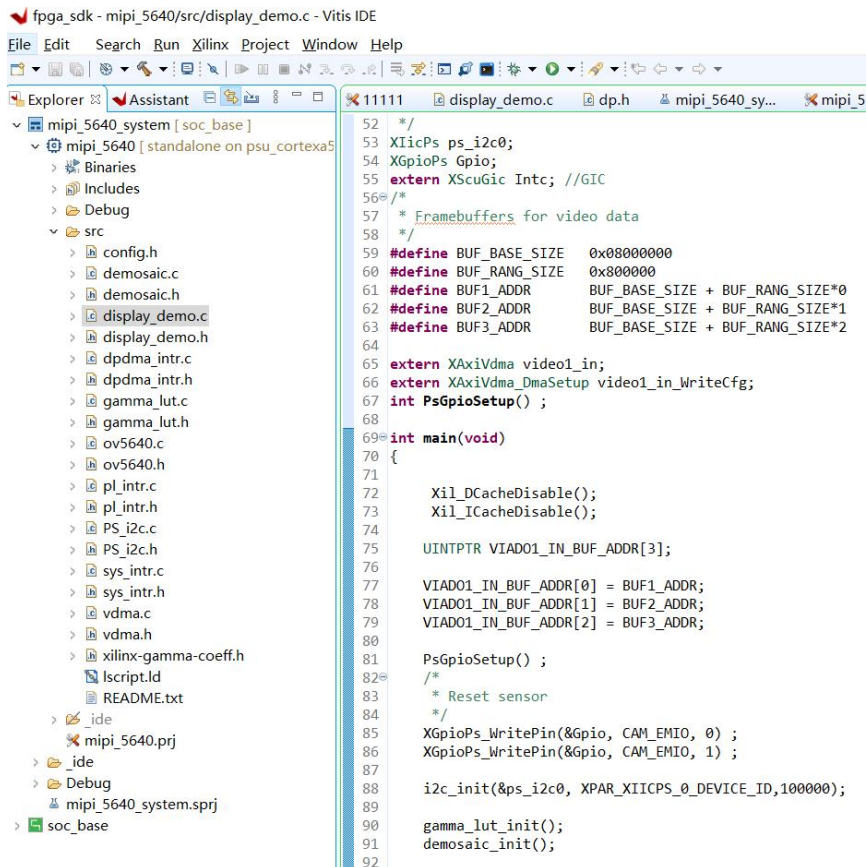 fpga_sdk - mipi_5640/src/display_demo.c - Vitis IDE
File Edit Search Run Xilinx Project Window Help
Explorer Assistant
11111 display_demo.c dp.h mipi_5640_sy... mipi_5
mipi_5640_system [ soc_base ]
mipi_5640 [ standalone on psu_cortexa5
Binaries
Includes
Debug
src
config.h
demosaic.c
demosaic.h
display_demo.c
display_demo.h
dpdma_intr.c
dpdma_intr.h
gamma_lut.c
gamma_lut.h
ov5640.c
ov5640.h
pl_intr.c
pl_intr.h
PS_i2c.c
PS_i2c.h
sys_intr.c
sys_intr.h
vdma.c
vdma.h
xilinx-gamma-coeff.h
lscript.ld
README.txt
_ide
mipi_5640.prj
_ide
Debug
mipi_5640_system.sprj
soc_base
52 */
53 XIicPs ps_i2c0;
54 XGpioPs Gpio;
55 extern XScuGic Intc; //GIC
56 /*
57 * Framebuffers for video data
58 */
59 #define BUF_BASE_SIZE 0x08000000
60 #define BUF_RANG_SIZE 0x800000
61 #define BUF1_ADDR BUF_BASE_SIZE + BUF_RANG_SIZE*0
62 #define BUF2_ADDR BUF_BASE_SIZE + BUF_RANG_SIZE*1
63 #define BUF3_ADDR BUF_BASE_SIZE + BUF_RANG_SIZE*2
64
65 extern XAxiVdma video1_in;
66 extern XAxiVdma_DmaSetup video1_in_WriteCfg;
67 int PsGpioSetup() ;
68
69 int main(void)
70 {
71
72 Xil_DCacheDisable();
73 Xil_ICacheDisable();
74
75 UINTPTR VIADO1_IN_BUF_ADDR[3];
76
77 VIADO1_IN_BUF_ADDR[0] = BUF1_ADDR;
78 VIADO1_IN_BUF_ADDR[1] = BUF2_ADDR;
79 VIADO1_IN_BUF_ADDR[2] = BUF3_ADDR;
80
81 PsGpioSetup() ;
82 /*
83 * Reset sensor
84 */
85 XGpioPs_WritePin(&Gpio, CAM_EMIO, 0) ;
86 XGpioPs_WritePin(&Gpio, CAM_EMIO, 1) ;
87
88 i2c_init(&ps_i2c0, XPAR_XIICPS_0_DEVICE_ID,100000);
89
90 gamma_lut_init();
91 demosaic_init();
92